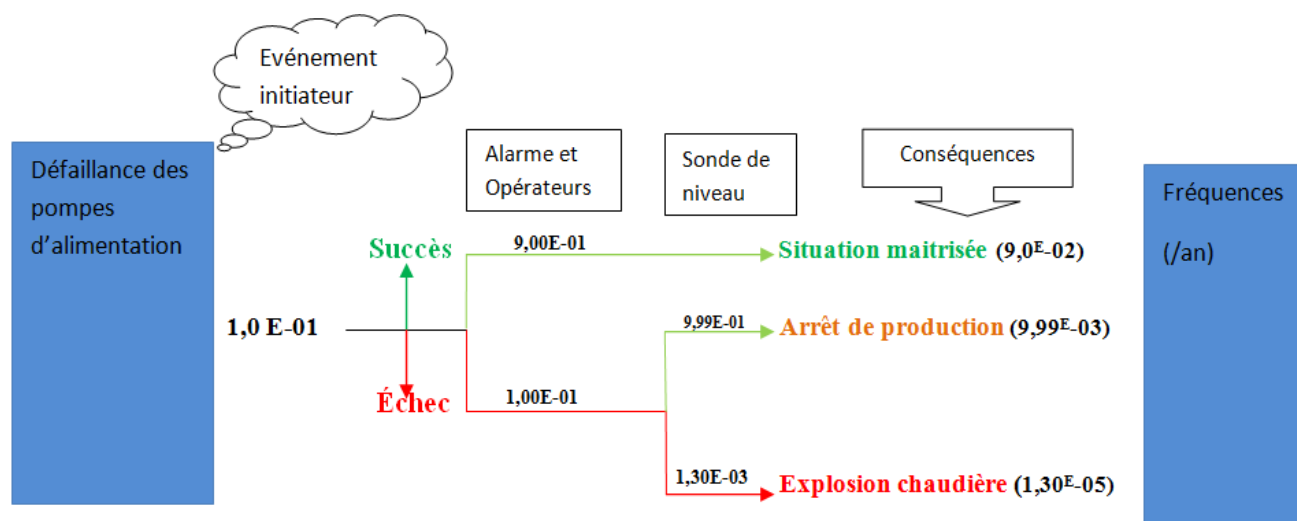 Evénement
initiateur
Défaillance des
pompes
d'alimentation
Alarme et
Opérateurs
Sonde de
niveau
Conséquences
Fréquences
(/an)
Succès
9,00E-01
Situation maitrisée (9,0E-02)
1,0 E-01
9,99E-01
Arrêt de production (9,99E-03)
Échec
1,00E-01
1,30E-03
Explosion chaudière (1,30E-05)